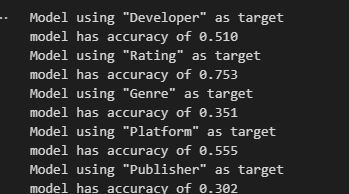 Model using "Developer" as target
model has accuracy of 0.510
Model using "Rating" as target
model has accuracy of 0.753
Model using "Genre" as target
model has accuracy of 0.351
Model using "Platform" as target
model has accuracy of 0.555
Model using "Publisher" as target
model has accuracy of 0.302